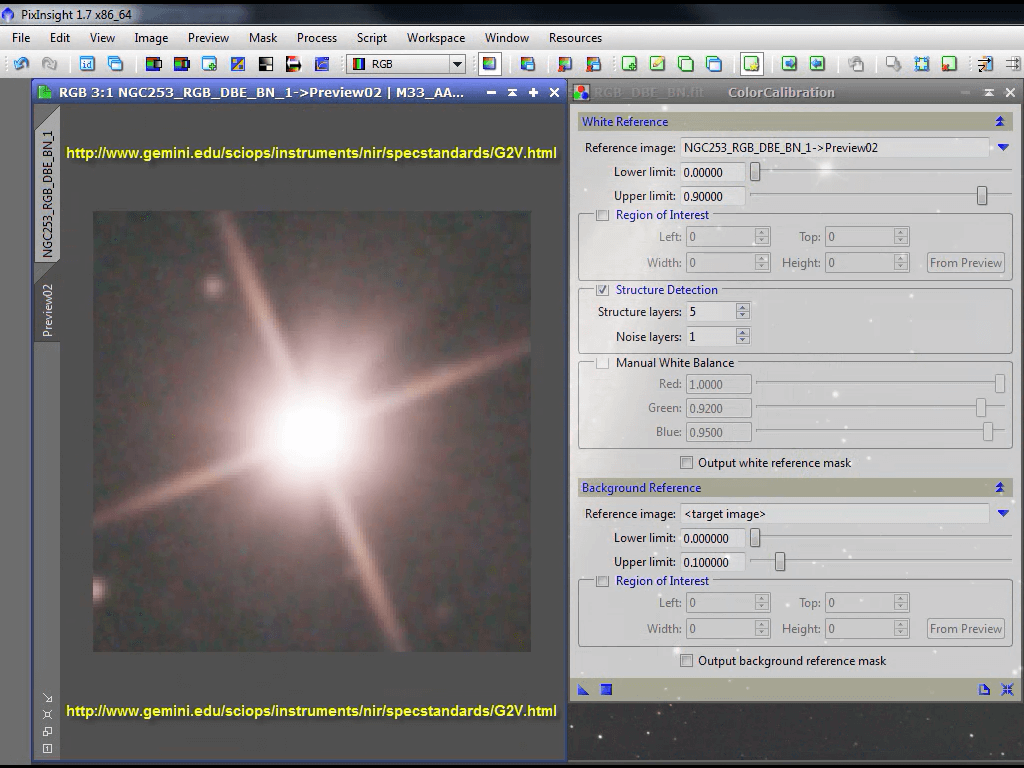 PixInsight 1.7 x86_64
File Edit View Image Preview Mask Process Script Workspace Window Resources
RGB
RGB 3:1 NGC253_RGB_DBE_BN_1->Preview02 | M33_AA...
RGB_DBE_BN.fit ColorCalibration
NGC253_RGB_DBE_BN_1
Preview02
http://www.gemini.edu/sciops/instruments/nir/specstandards/G2V.html
http://www.gemini.edu/sciops/instruments/nir/specstandards/G2V.html
White Reference
Reference image: NGC253_RGB_DBE_BN_1->Preview02
Lower limit: 0.00000
Upper limit: 0.90000
Region of Interest
Left: 0 Top: 0
Width: 0 Height: 0 From Preview
Structure Detection
Structure layers: 5
Noise layers: 1
Manual White Balance
Red: 1.0000
Green: 0.9200
Blue: 0.9500
Output white reference mask
Background Reference
Reference image: <target image>
Lower limit: 0.000000
Upper limit: 0.100000
Region of Interest
Left: 0 Top: 0
Width: 0 Height: 0 From Preview
Output background reference mask